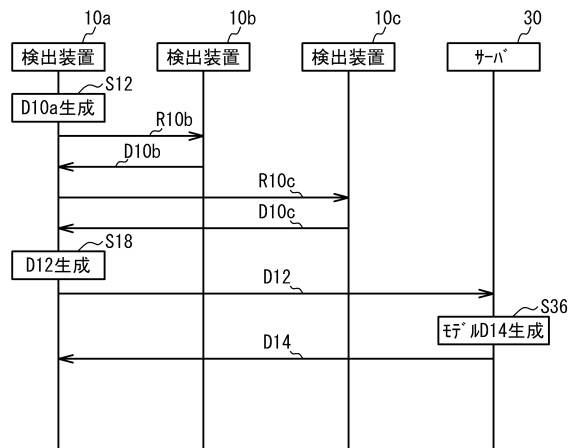 10a 10b 10c 30
検出装置 検出装置 検出装置 ｻｰﾊﾞ
S12
D10a生成
R10b
D10b
R10c
D10c
S18
D12生成
D12
S36
ﾓﾃﾞﾙD14生成
D14